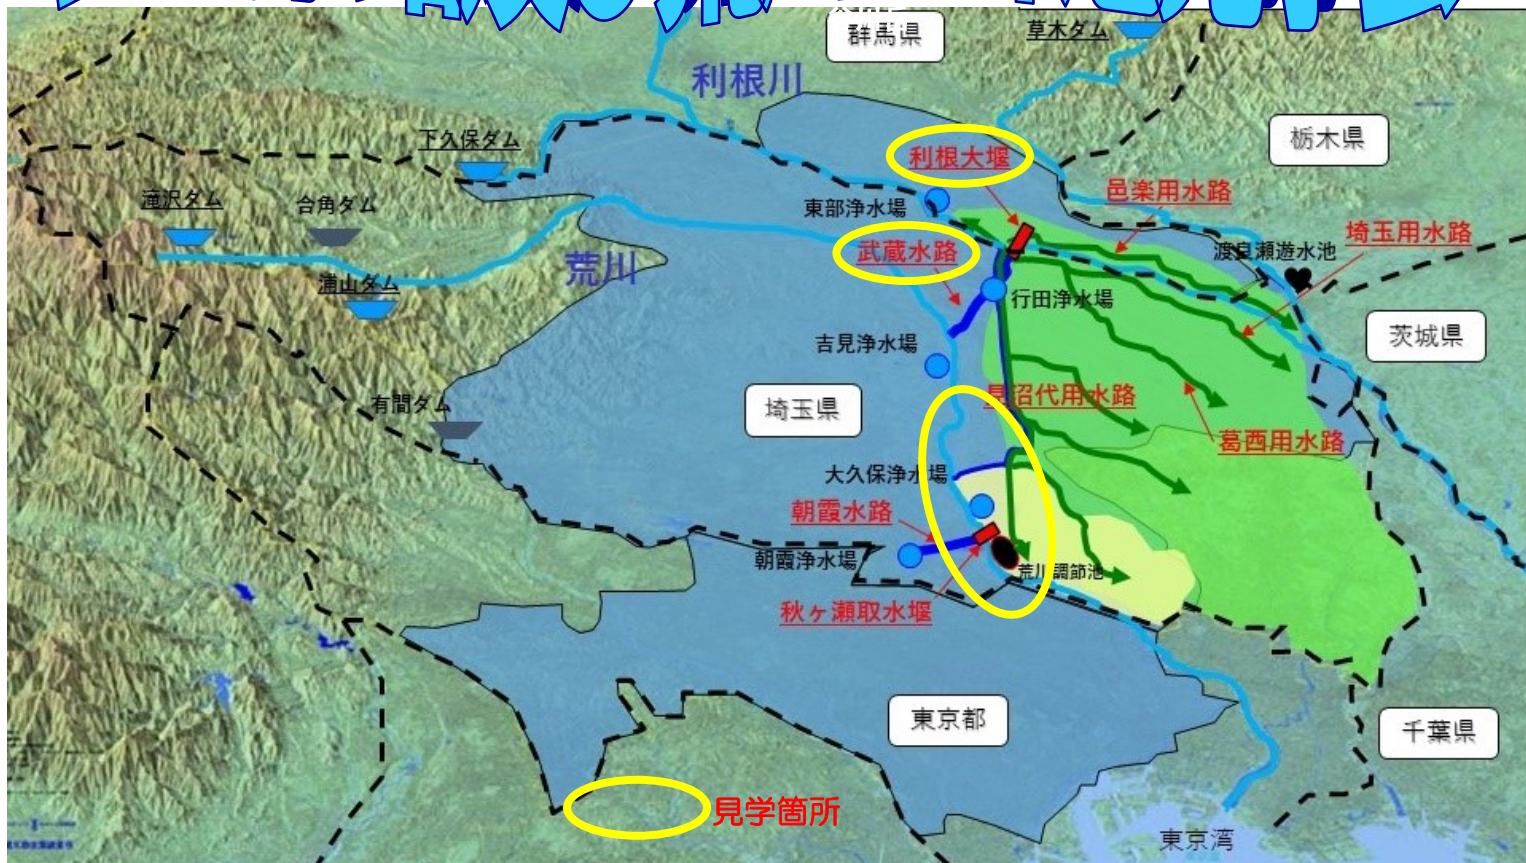 群馬県
草木ダム
利根川
栃木県
下久保ダム
利根大堰
邑楽用水路
滝沢ダム
合角ダム
東部浄水場
埼玉用水路
武蔵水路
渡良瀬遊水池
荒川
浦山ダム
行田浄水場
茨城県
吉見浄水場
見沼代用水路
有間ダム
埼玉県
葛西用水路
大久保浄水場
朝霞水路
朝霞浄水場
荒川調節池
秋ヶ瀬取水堰
東京都
千葉県
見学箇所
東京湾